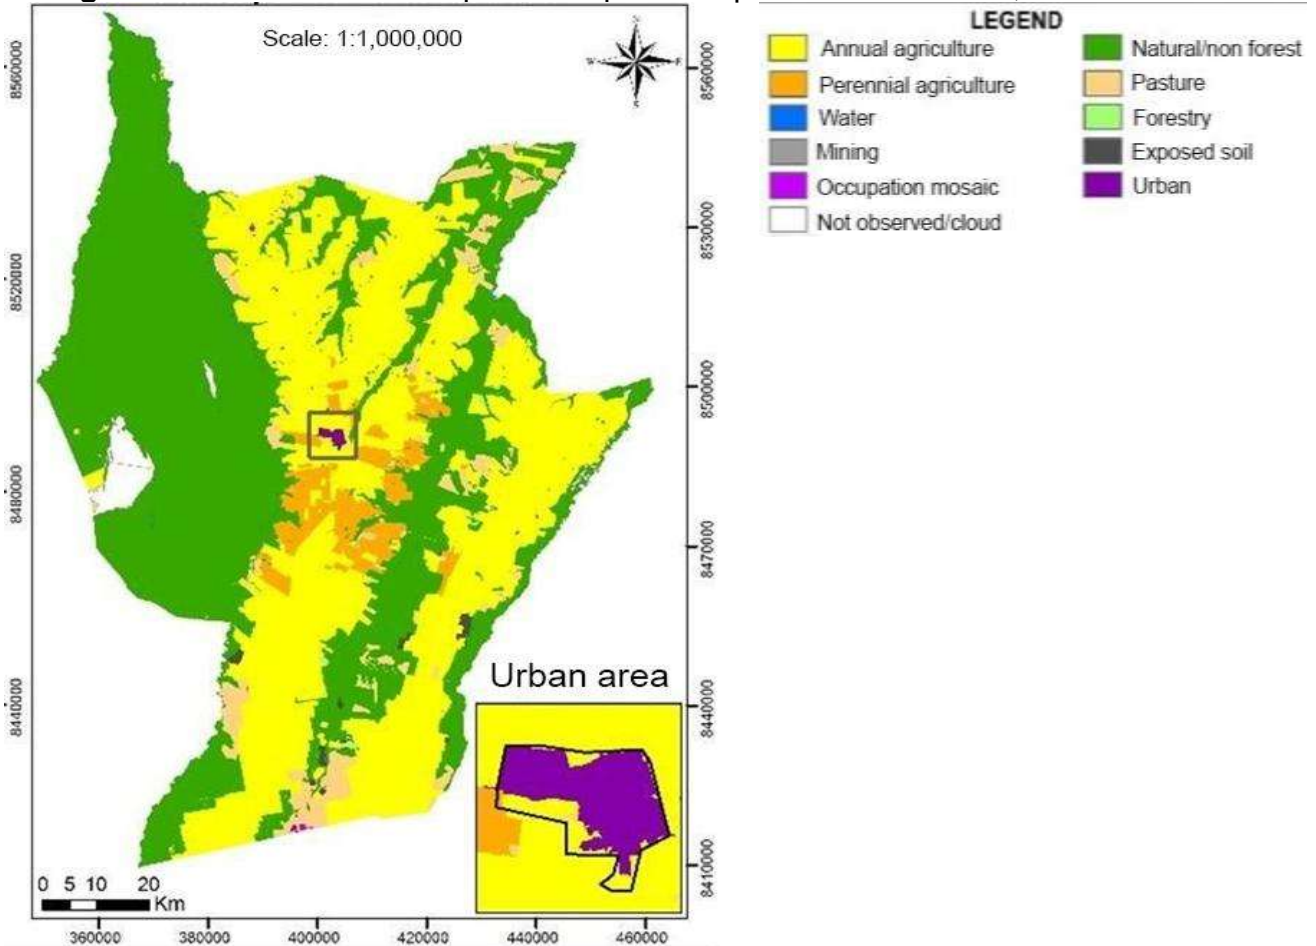 Scale: 1:1,000,000
N
W
E
S
8560000
8520000
8480000
8440000
8560000
8530000
8500000
8470000
8440000
8410000
Urban area
0 5 10 20
Km
360000 380000 400000 420000 440000 460000
LEGEND
Annual agriculture
Perennial agriculture
Water
Mining
Occupation mosaic
Not observed/cloud
Natural/non forest
Pasture
Forestry
Exposed soil
Urban